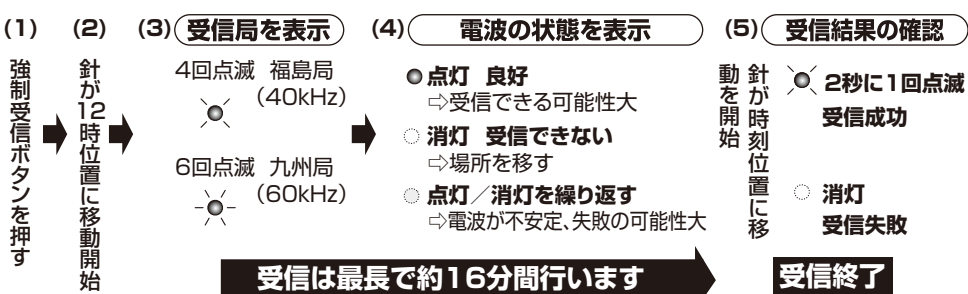 (1)
強制受信ボタンを押す
(2)
針が12時位置に移動開始
(3) 受信局を表示
4回点滅 福島局
(40kHz)
6回点滅 九州局
(60kHz)
(4) 電波の状態を表示
点灯 良好
⇨受信できる可能性大
消灯 受信できない
⇨場所を移す
点灯/消灯を繰り返す
⇨電波が不安定、失敗の可能性大
受信は最長で約16分間行います
(5) 受信結果の確認
針が時刻位置に移
動を開始
2秒に1回点滅
受信成功
消灯
受信失敗
受信終了